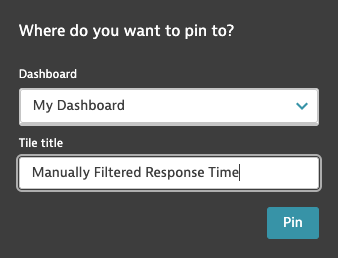 Where do you want to pin to?
Dashboard
My Dashboard
Tile title
Manually Filtered Response Time
Pin